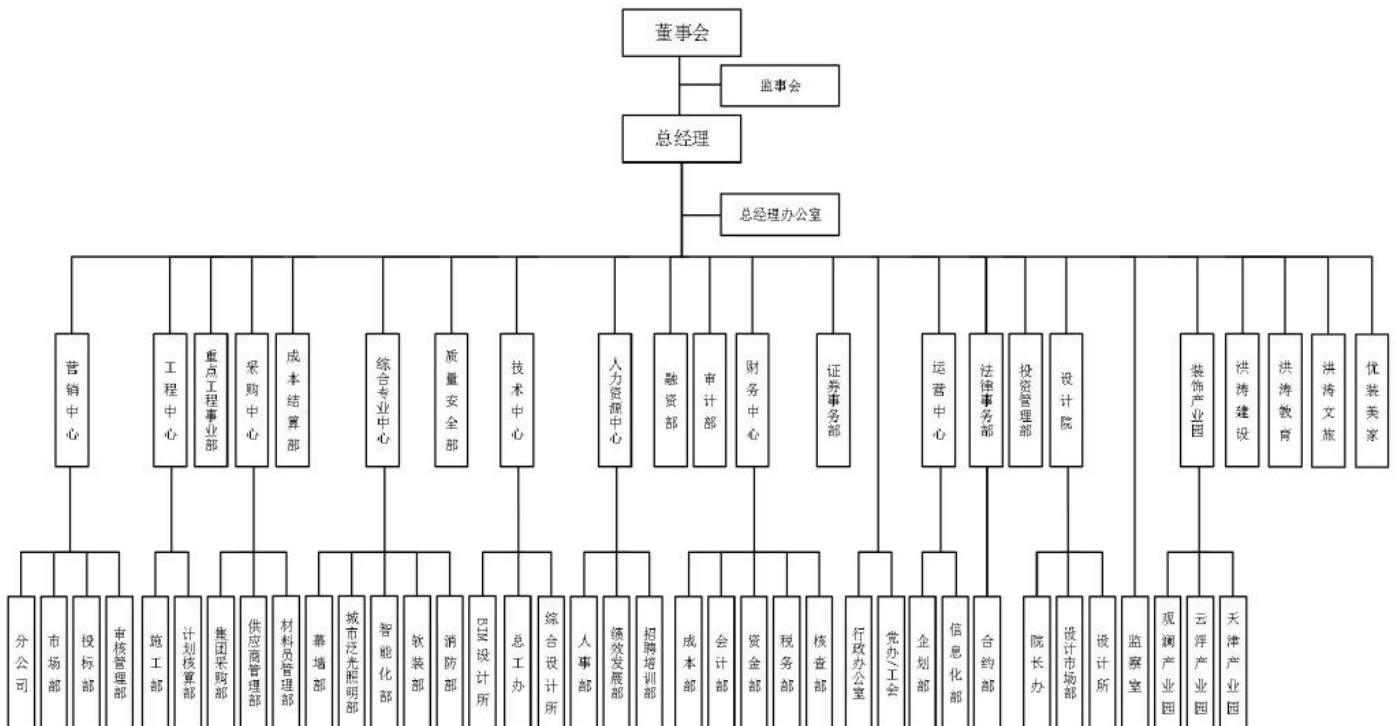 董事会
监事会
总经理
总经理办公室
营销中心
工程中心
重点工程事业部
采购中心
成本结算部
综合专业中心
质量安全部
技术中心
人力资源中心
融资部
审计部
财务中心
证券事务部
运营中心
法律事务部
投资管理部
设计院
装饰产业园
洪涛建设
洪涛教育
洪涛文旅
优装美家
分公司
市场部
投标部
审核管理部
施工部
计划核算部
集团采购部
供应商管理部
材料员管理部
幕墙部
城市泛光照明部
智能化部
软装部
消防部
BIM设计所
总工办
综合设计所
人事部
绩效发展部
招聘培训部
成本部
会计部
资金部
税务部
核查部
行政办公室
党办/工会
企划部
信息化部
合约部
院长办
设计市场部
设计所
监察室
观澜产业园
云浮产业园
天津产业园